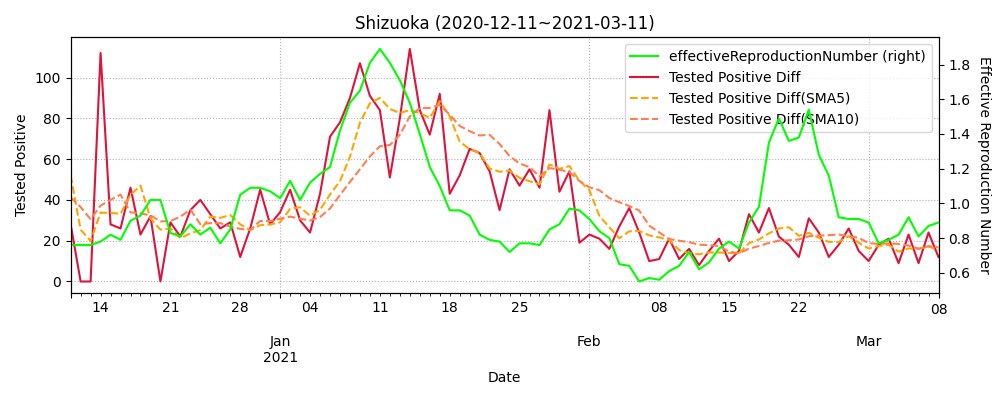 Shizuoka (2020-12-11~2021-03-11)
effectiveReproductionNumber (right)
Tested Positive Diff
Tested Positive Diff(SMA5)
Tested Positive Diff(SMA10)
Tested Positive
100
80
60
40
20
0
1.8
1.6
1.4
1.2
1.0
0.8
0.6
Effective Reproduction Number
14 21 28 04 11 18 25 08 15 22 08
Jan Feb Mar
2021
Date